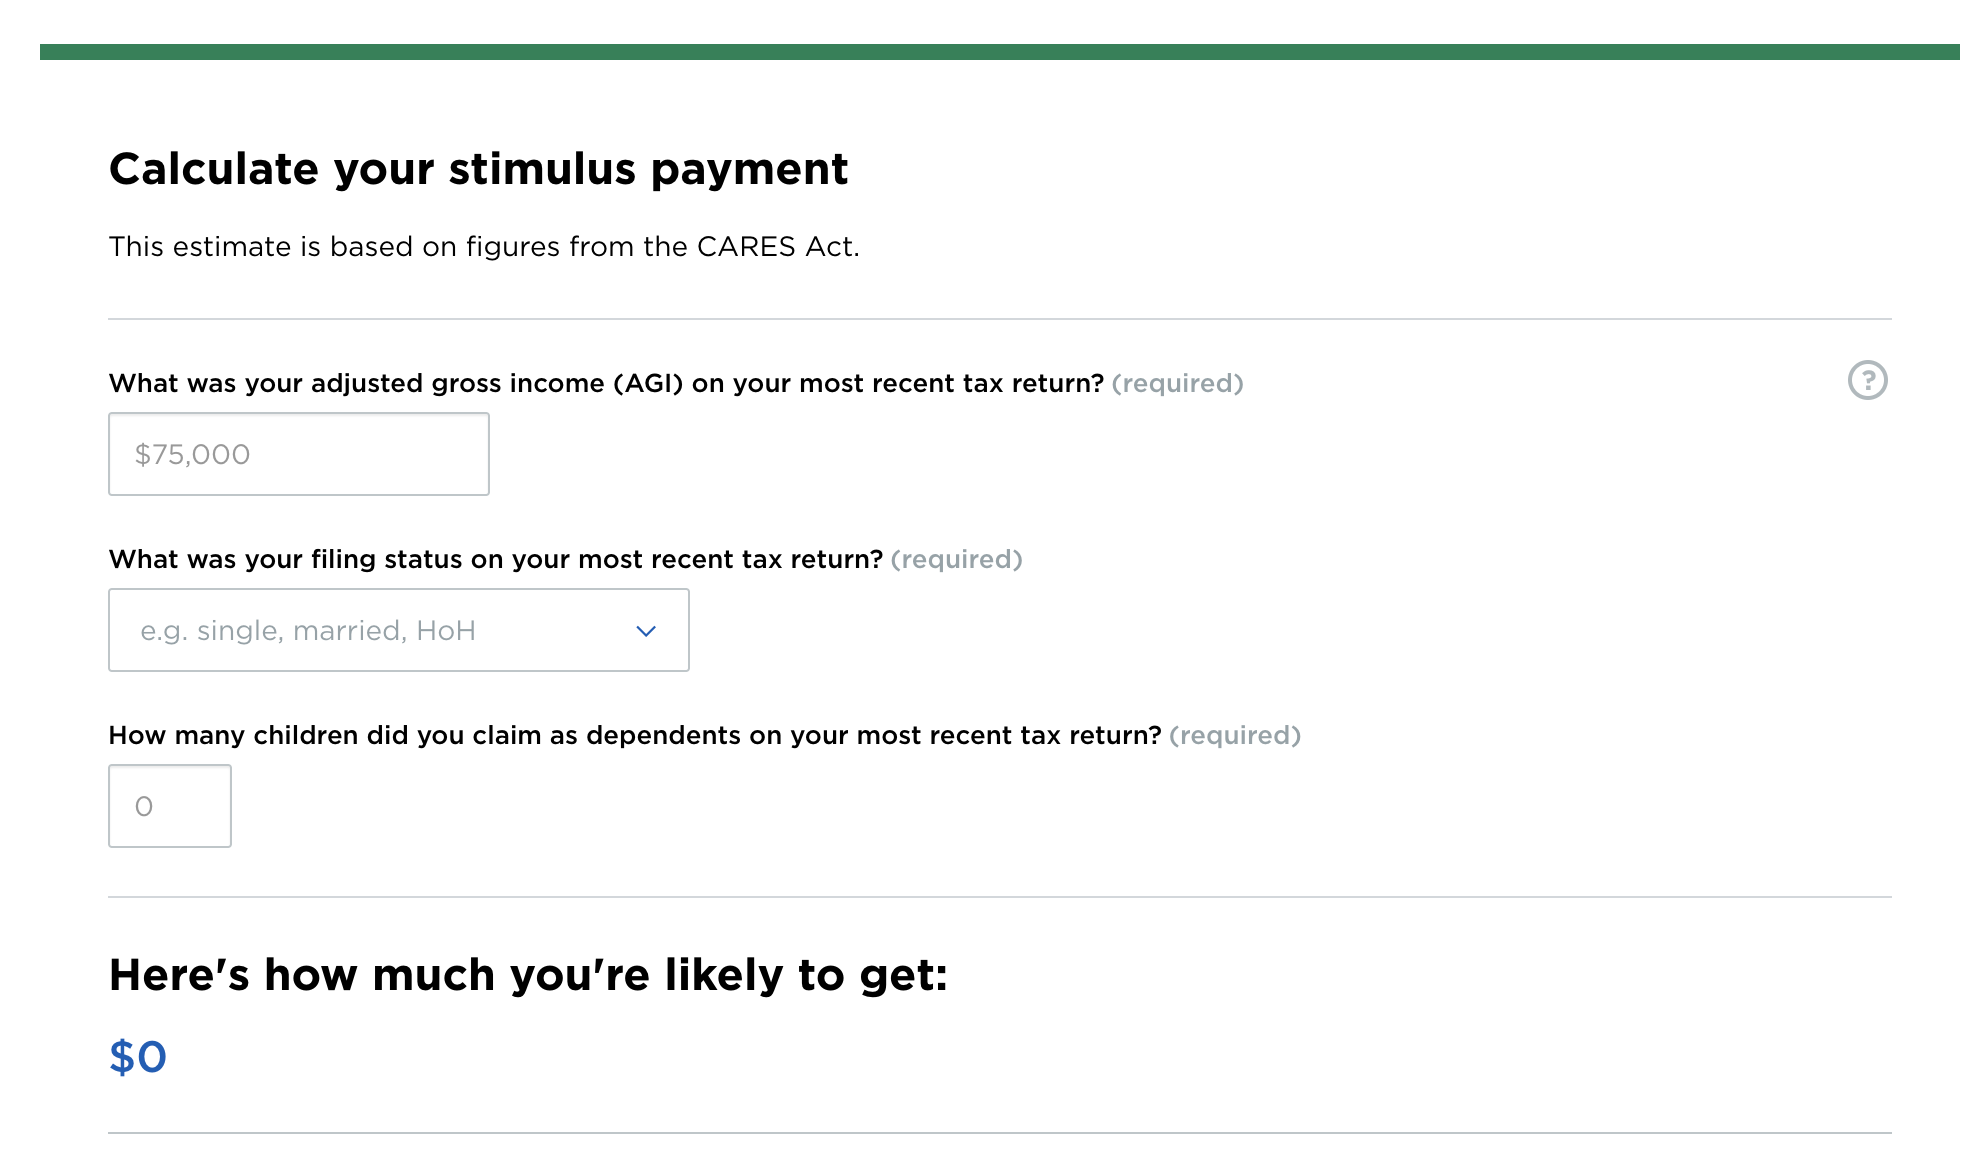 Calculate your stimulus payment
This estimate is based on figures from the CARES Act.
What was your adjusted gross income (AGI) on your most recent tax return? (required)
?
$75,000
What was your filing status on your most recent tax return? (required)
e.g. single, married, HoH
How many children did you claim as dependents on your most recent tax return? (required)
0
Here's how much you're likely to get:
$0